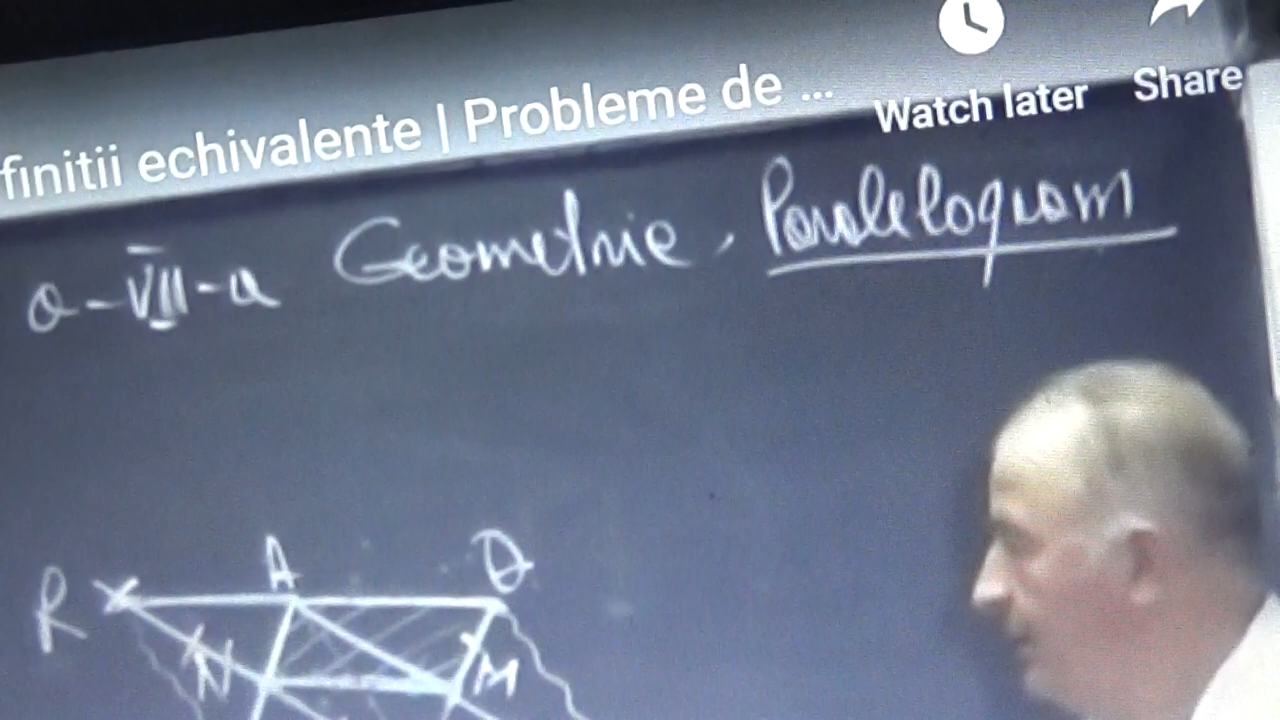 finitii echivalente | Probleme de ...
Watch later
Share
a-VII-a Geometrie, Paralelogram
R
A
D
N
M